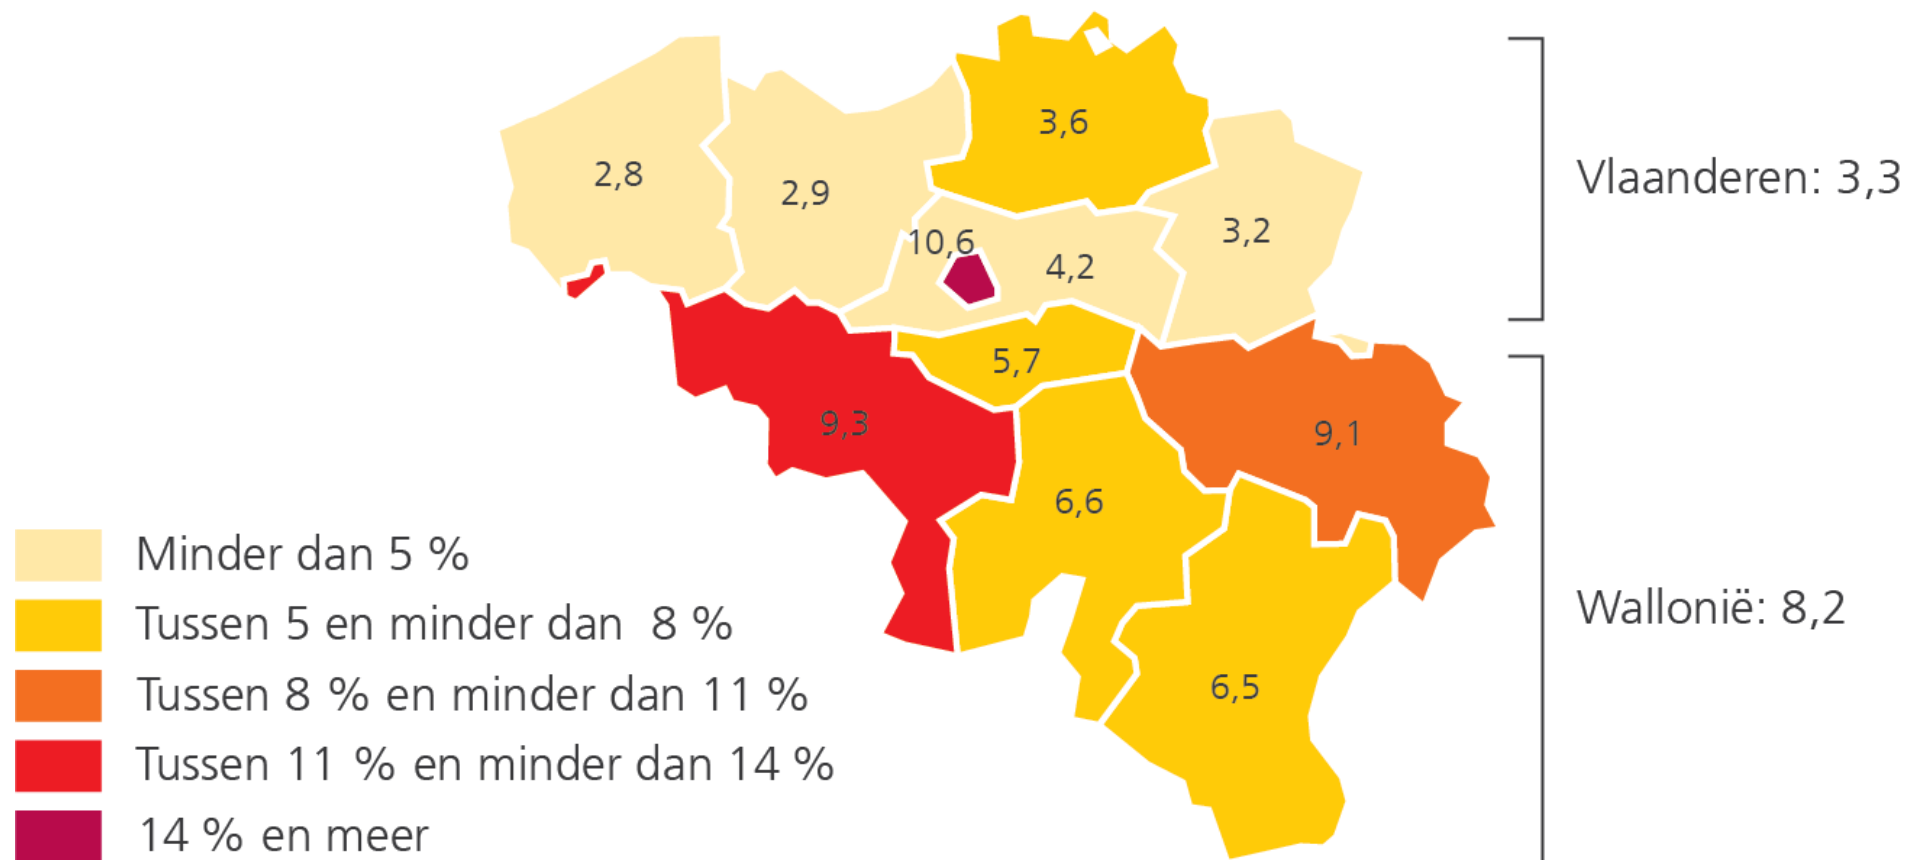 3,6
2,8
2,9
10,6
4,2
3,2
Vlaanderen: 3,3
5,7
9,3
9,1
6,6
6,5
Wallonië: 8,2
Minder dan 5 %
Tussen 5 en minder dan 8 %
Tussen 8 % en minder dan 11 %
Tussen 11 % en minder dan 14 %
14 % en meer